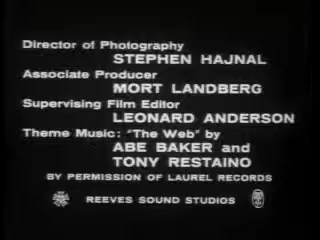 Director of Photography
STEPHEN HAJNAL
Associate Producer
MORT LANDBERG
Supervising Film Editor
LEONARD ANDERSON
Theme Music: "The Web" by
ABE BAKER and
TONY RESTAINO
BY PERMISSION OF LAUREL RECORDS
REEVES SOUND STUDIOS